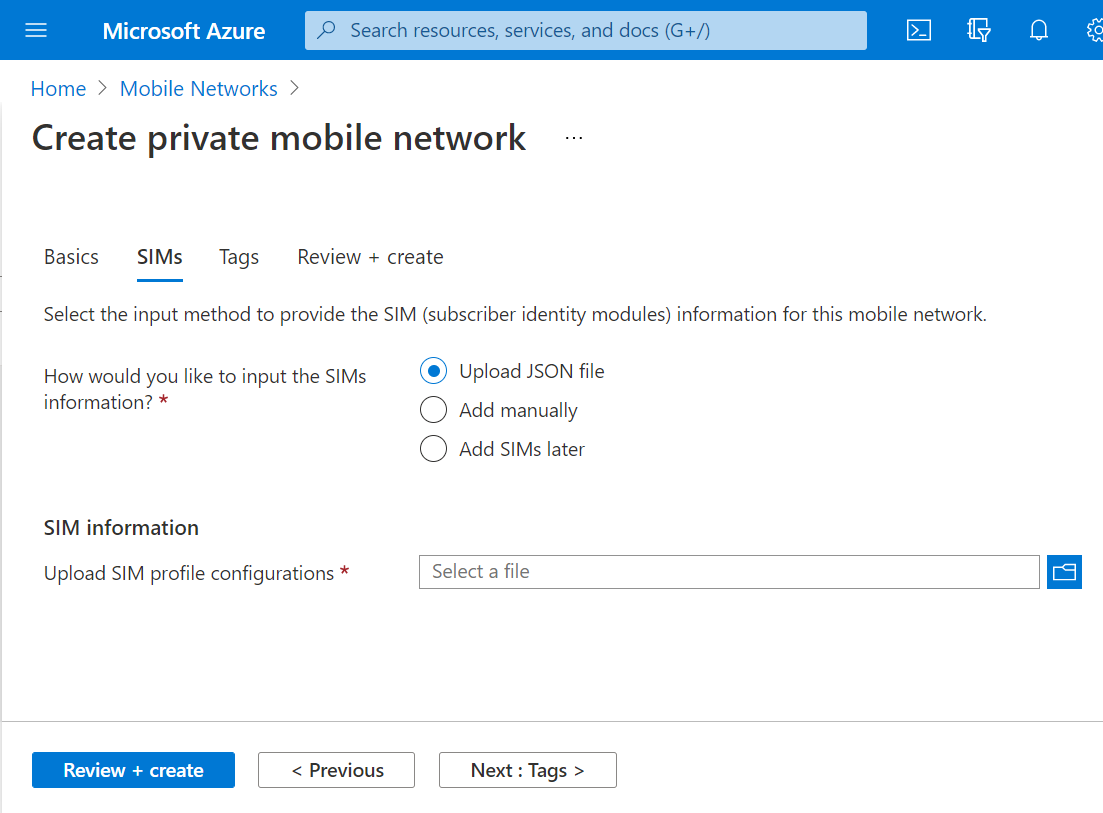 Microsoft Azure
Search resources, services, and docs (G+/)
Home > Mobile Networks >
Create private mobile network ...
Basics SIMs Tags Review + create
Select the input method to provide the SIM (subscriber identity modules) information for this mobile network.
How would you like to input the SIMs
information? *
Upload JSON file
Add manually
Add SIMs later
SIM information
Upload SIM profile configurations *
Select a file
Review + create
< Previous
Next : Tags >